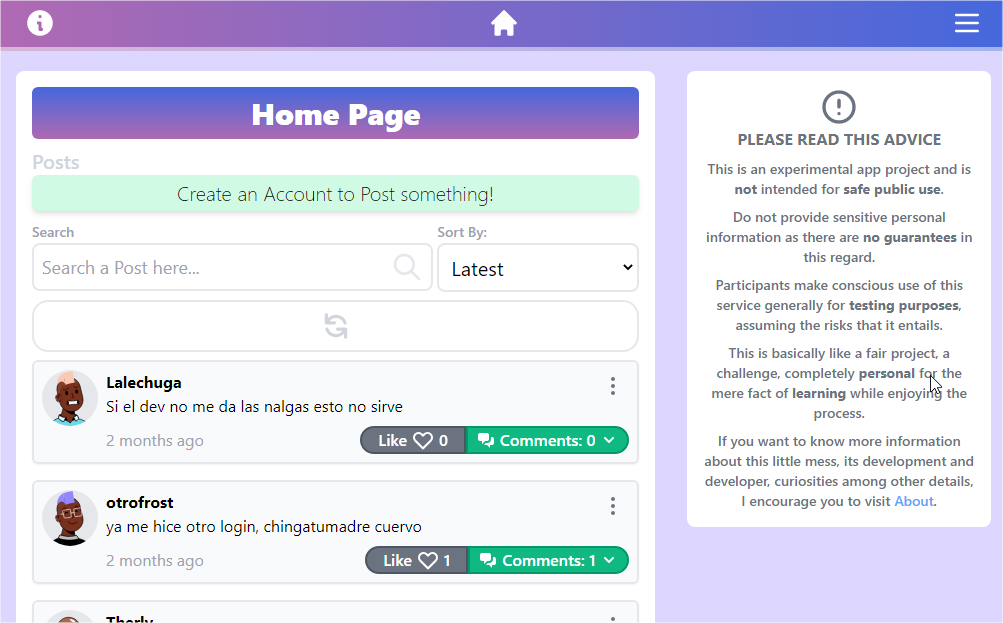 Home Page
Posts
Create an Account to Post something!
Search
Sort By:
Search a Post here...
Latest
Lalechuga
Si el dev no me da las nalgas esto no sirve
2 months ago
Like 0
Comments: 0
otrofrost
ya me hice otro login, chingatumadre cuervo
2 months ago
Like 1
Comments: 1
Therly
PLEASE READ THIS ADVICE
This is an experimental app project and is
not intended for safe public use.
Do not provide sensitive personal
information as there are no guarantees in
this regard.
Participants make conscious use of this
service generally for testing purposes,
assuming the risks that it entails.
This is basically like a fair project, a
challenge, completely personal for the
mere fact of learning while enjoying the
process.
If you want to know more information
about this little mess, its development and
developer, curiosities among other details,
I encourage you to visit About.